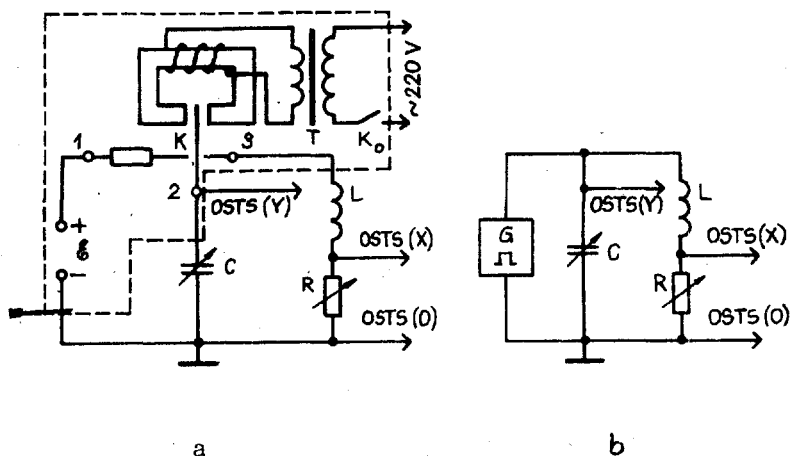 ~220 V
K
T
K₀
1
3
2
OSTS(Y)
L
+
ℰ
−
C
OSTS(X)
R
OSTS(0)
a
G
OSTS(Y)
L
C
OSTS(X)
R
OSTS(0)
b